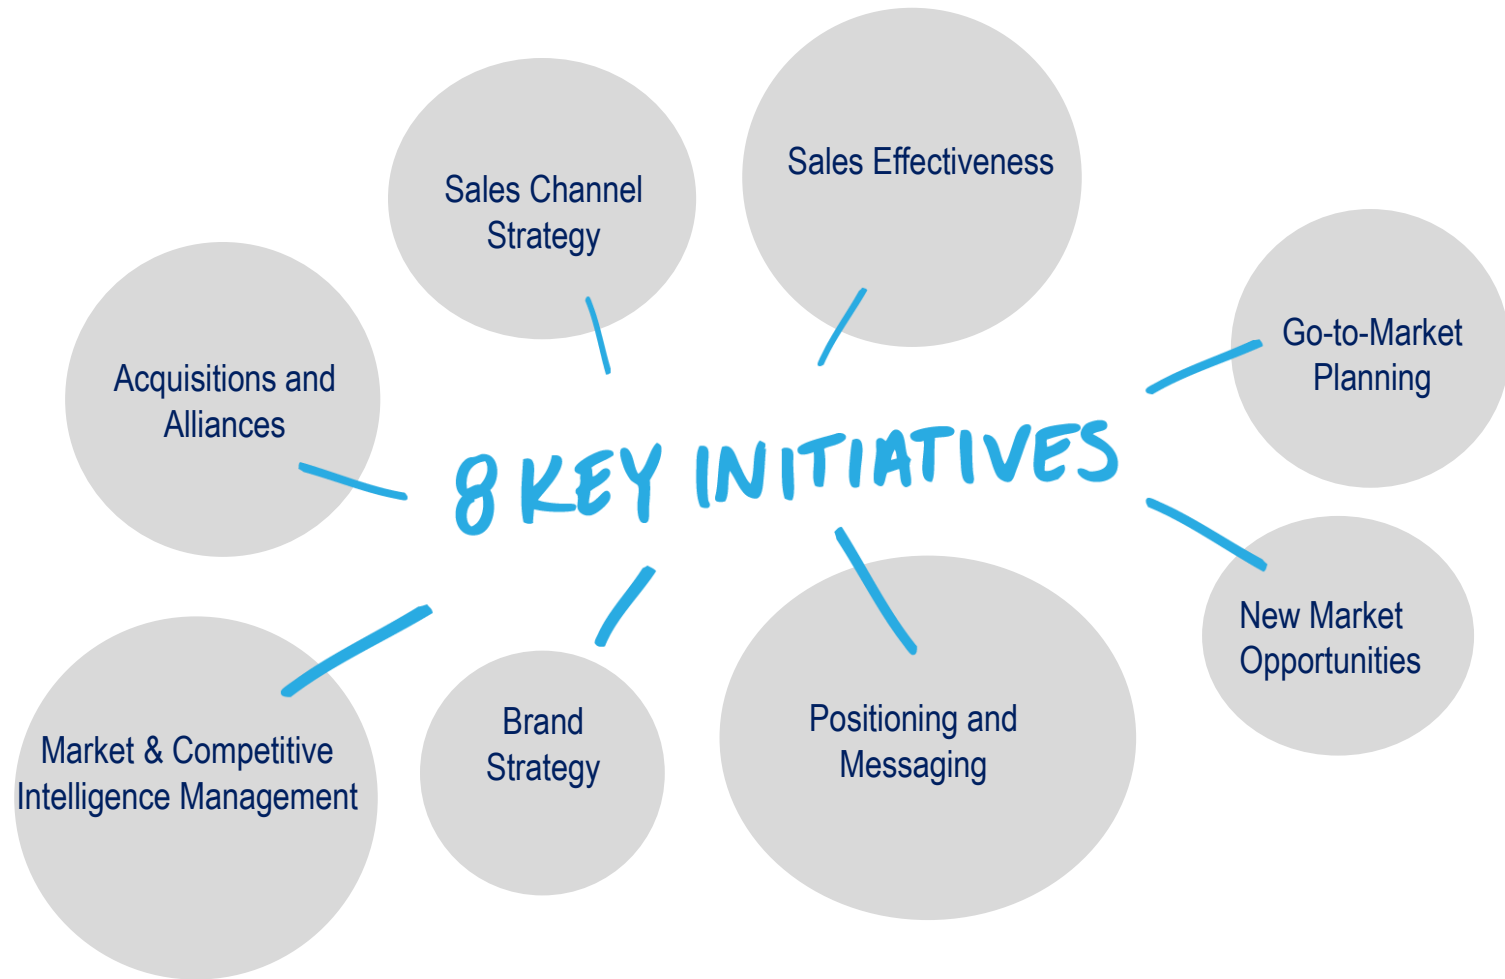 Sales Effectiveness
Sales Channel
Strategy
Go-to-Market
Planning
Acquisitions and
Alliances
8 KEY INITIATIVES
New Market
Opportunities
Brand
Strategy
Positioning and
Messaging
Market & Competitive
Intelligence Management